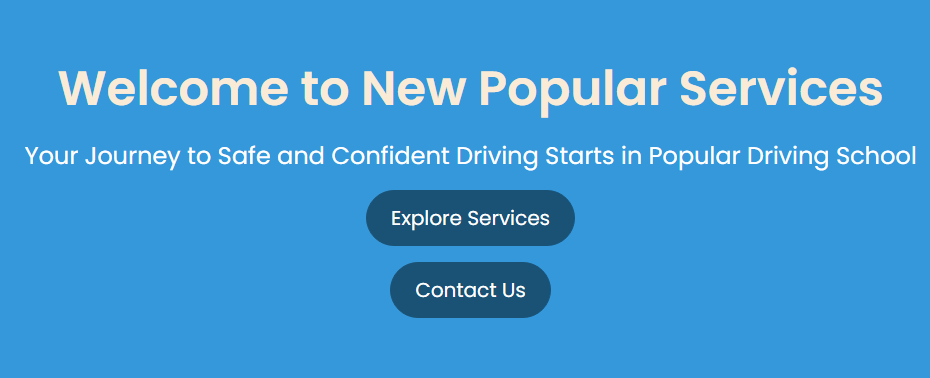 Welcome to New Popular Services
Your Journey to Safe and Confident Driving Starts in Popular Driving School
Explore Services
Contact Us